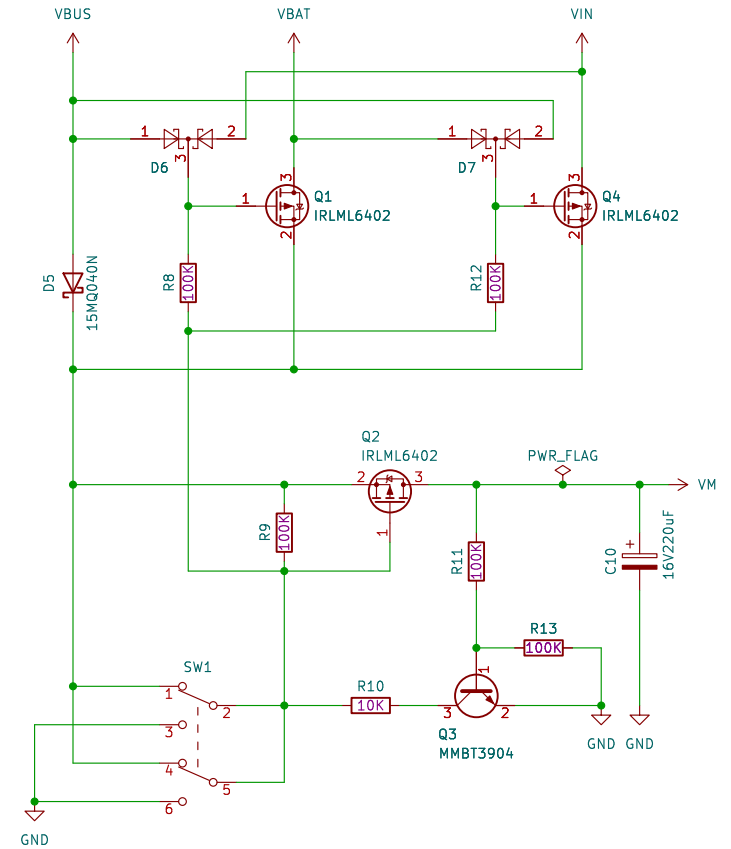 VBUS
VBAT
VIN
1
2
3
D6
1
2
3
D7
1
3
2
Q1
IRLML6402
1
3
2
Q4
IRLML6402
D5
15MQ040N
R8
100K
R12
100K
Q2
IRLML6402
2
3
1
PWR_FLAG
VM
R9
100K
R11
100K
C10
+
16V220uF
R13
100K
SW1
1
2
3
4
5
6
R10
10K
1
3
2
Q3
MMBT3904
GND
GND
GND